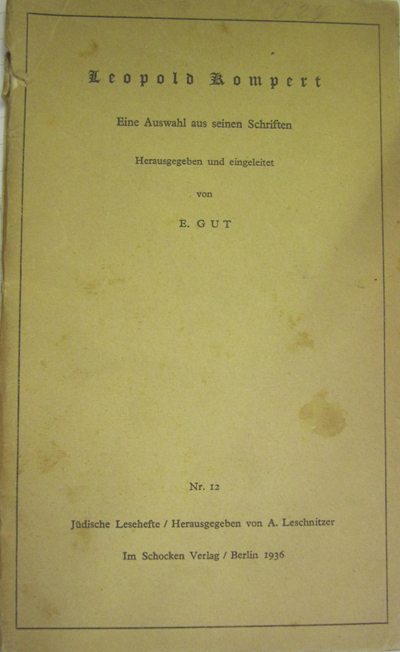 Leopold Kompert
Eine Auswahl aus seinen Schriften
Herausgegeben und eingeleitet
von
E. GUT
Nr. 12
Jüdische Lesehefte / Herausgegeben von A. Leschnitzer
Im Schocken Verlag / Berlin 1936